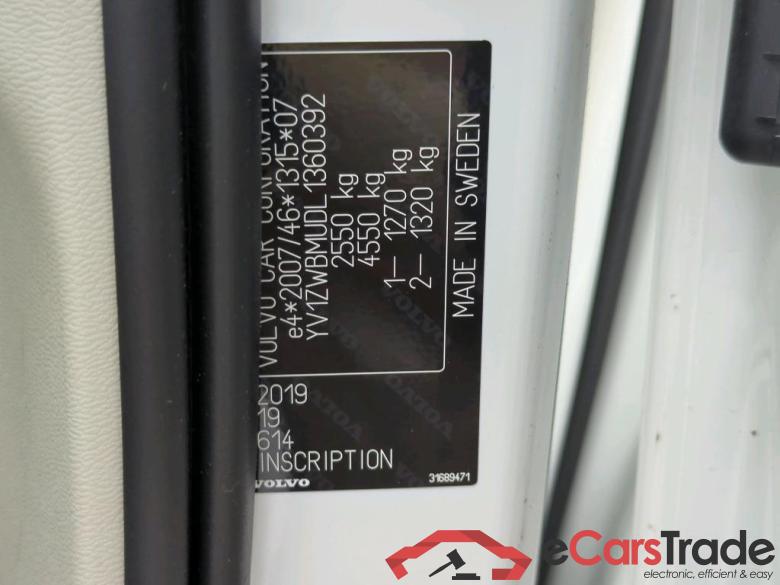 VOLVO CAR CORPORATION
e4*2007/46*1315*07
YV1ZWBMUDL1360392
2550 kg
4550 kg
1– 1270 kg
2– 1320 kg
MADE IN SWEDEN
2019
19
614
INSCRIPTION
VOLVO
31689471
eCarsTrade
electronic, efficient & easy